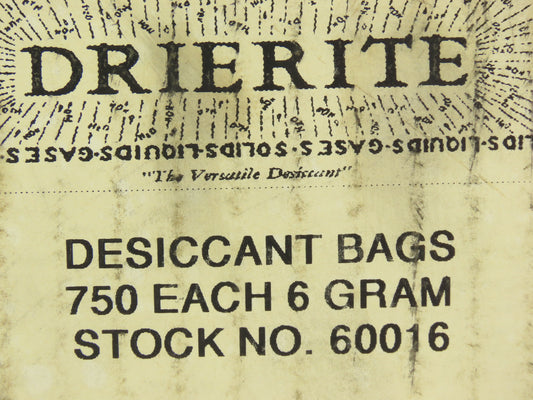 DRIERITE
LIDS·LIQUIDS·GASES·SOLIDS·LIQUIDS·GASES·S
"The Versatile Desiccant"
DESICCANT BAGS
750 EACH 6 GRAM
STOCK NO. 60016